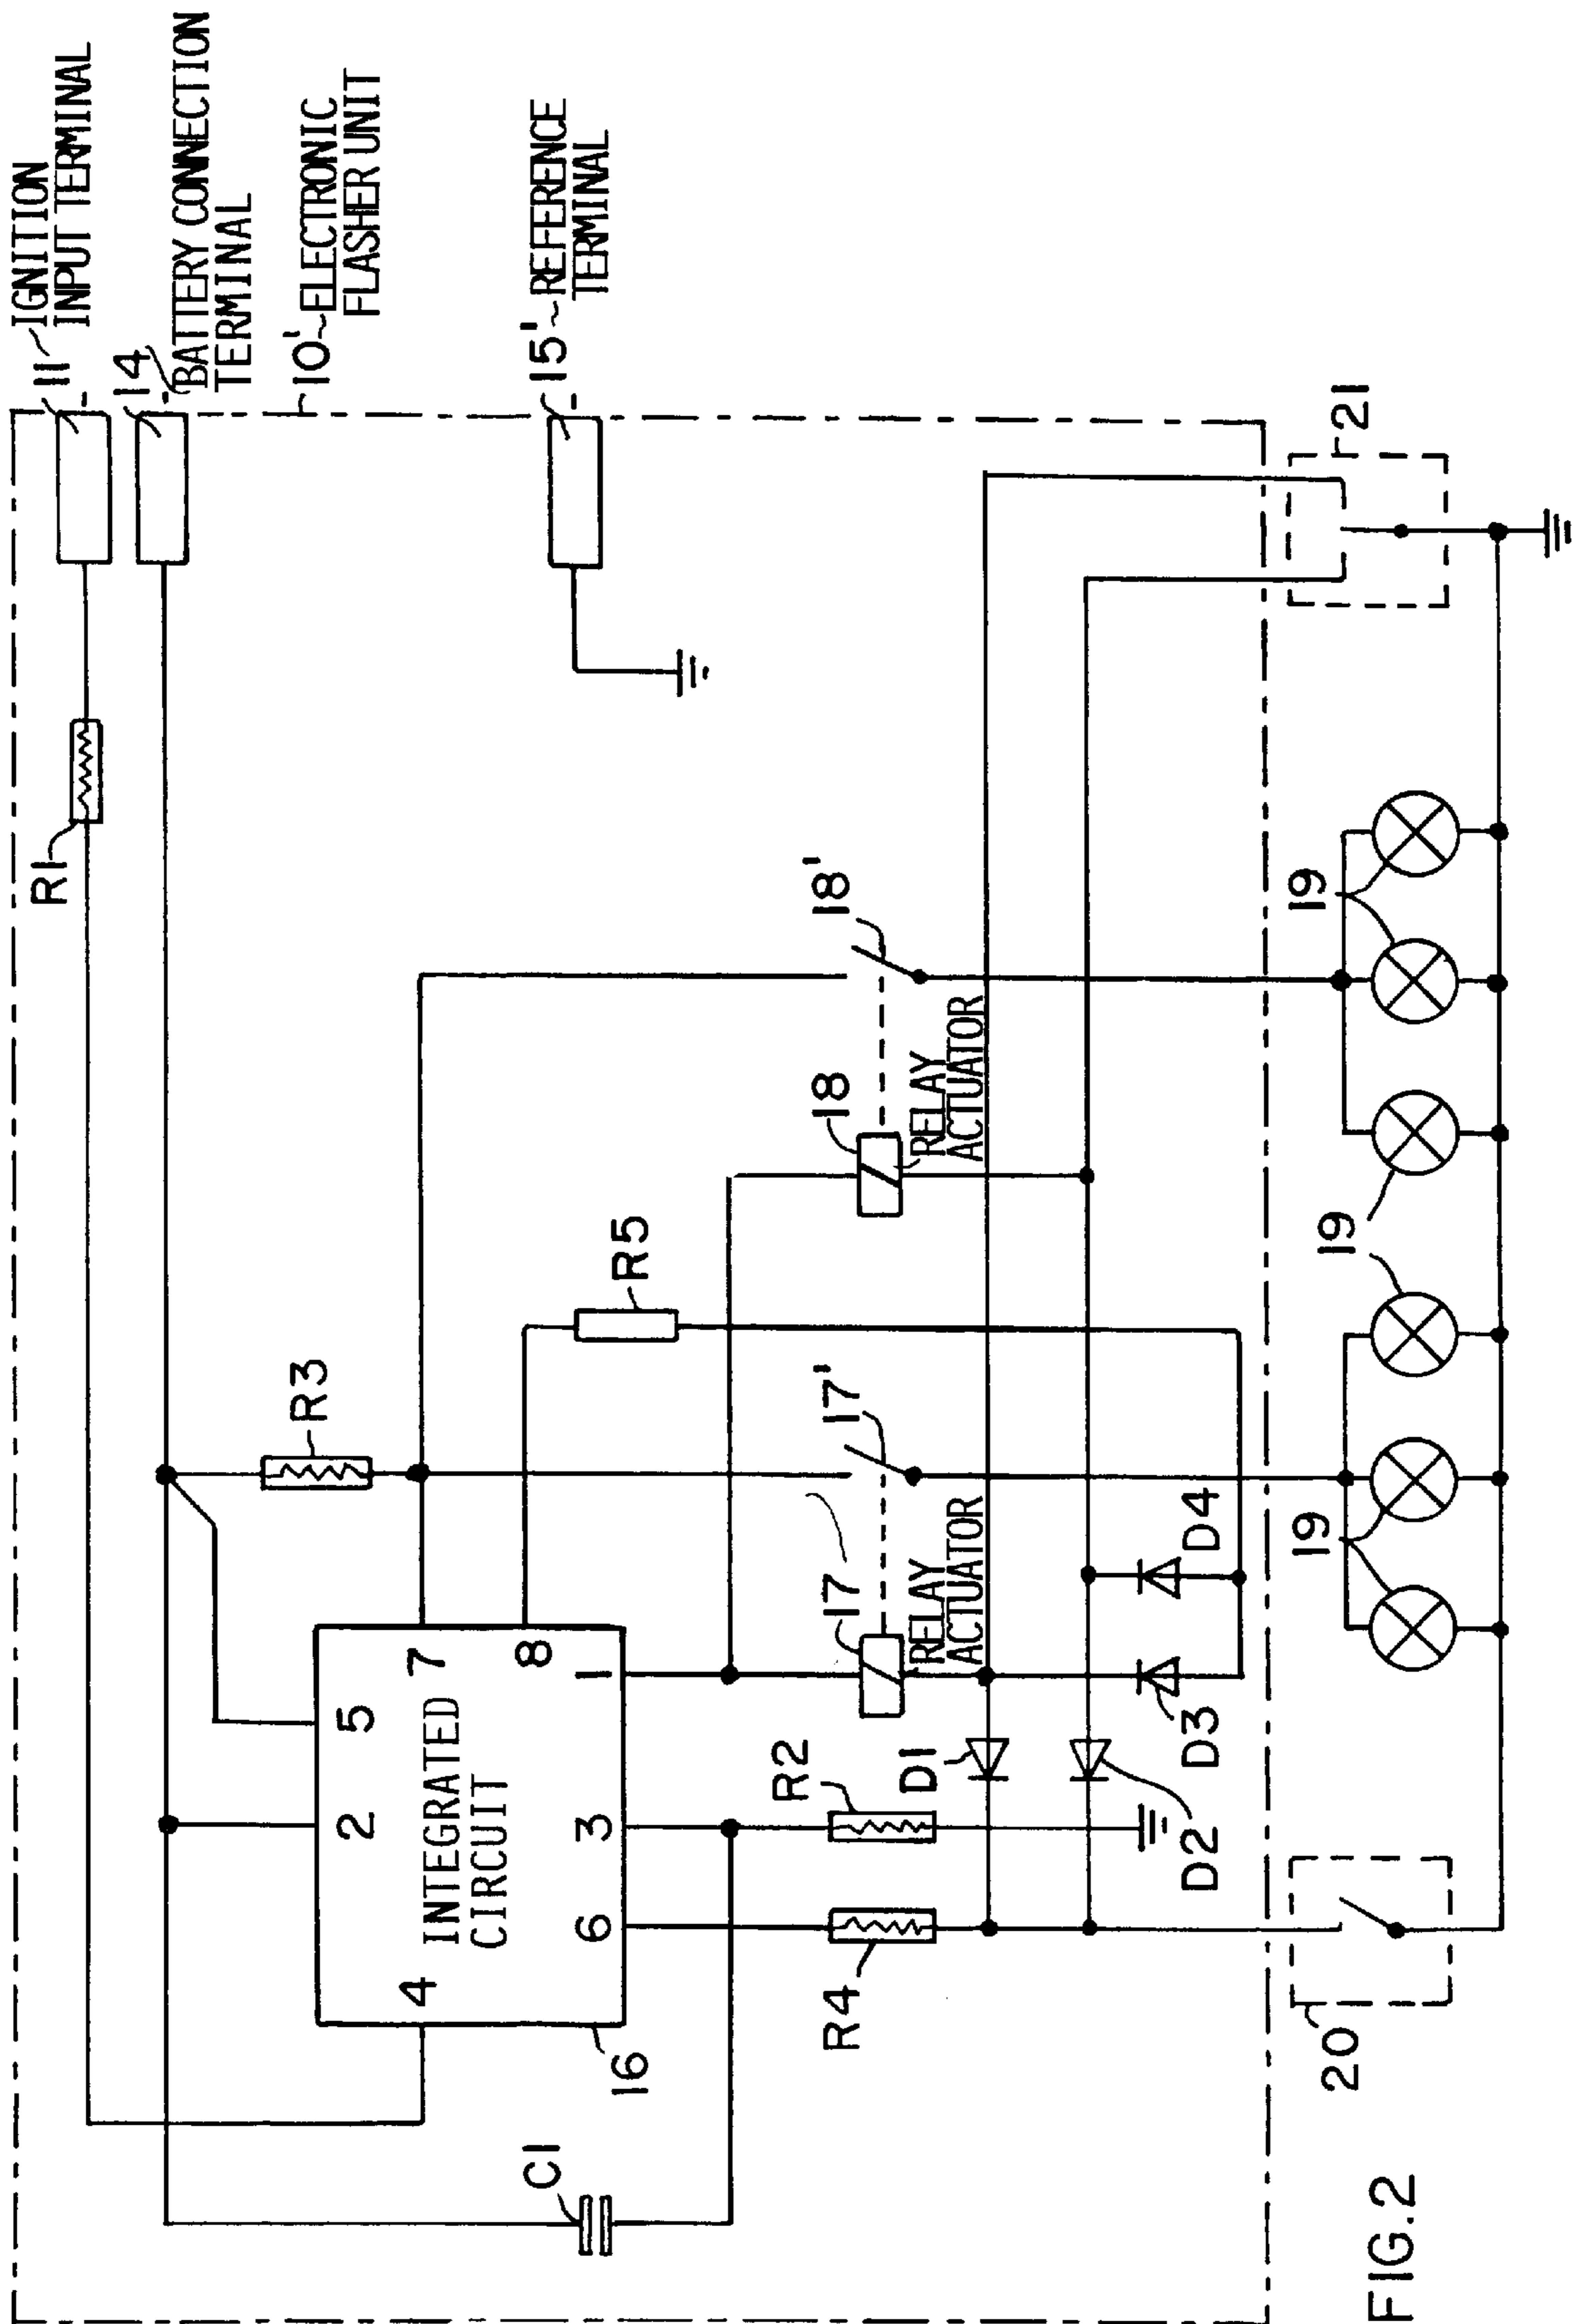 11 IGNITION
INPUT TERMINAL
14
BATTERY CONNECTION
TERMINAL
10' ELECTRONIC
FLASHER UNIT
15' REFERENCE
TERMINAL
R1
R3
R5
C1
4
2
5
7
INTEGRATED
CIRCUIT
8
6
3
1
16
R4
R2
17
17'
18
18'
RELAY
ACTUATOR
RELAY
ACTUATOR
D1
D2
D3
D4
20
19
19
19
19
21
FIG.2